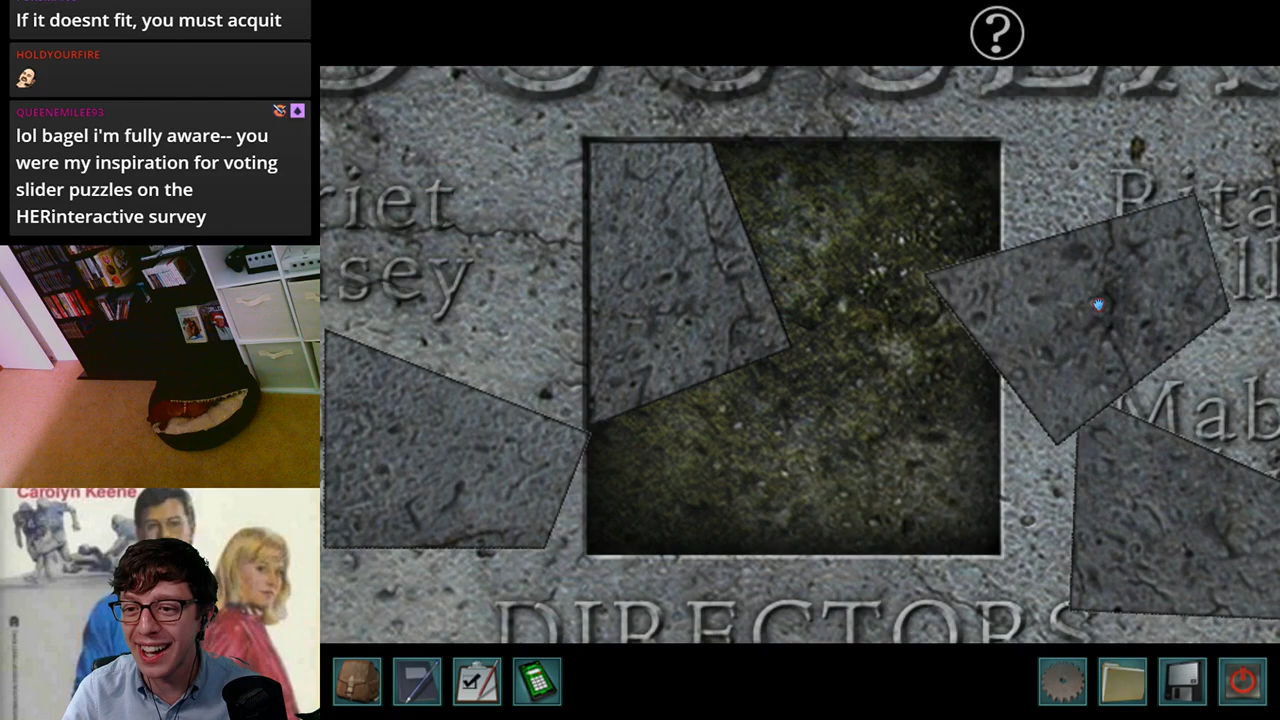 If it doesnt fit, you must acquit
HOLDYOURFIRE
QUEENEMILEE93
lol bagel i'm fully aware-- you
were my inspiration for voting
slider puzzles on the
HERinteractive survey
?
riet
sey
Rita
ll
Mab
DIRECTORS
Carolyn Keene